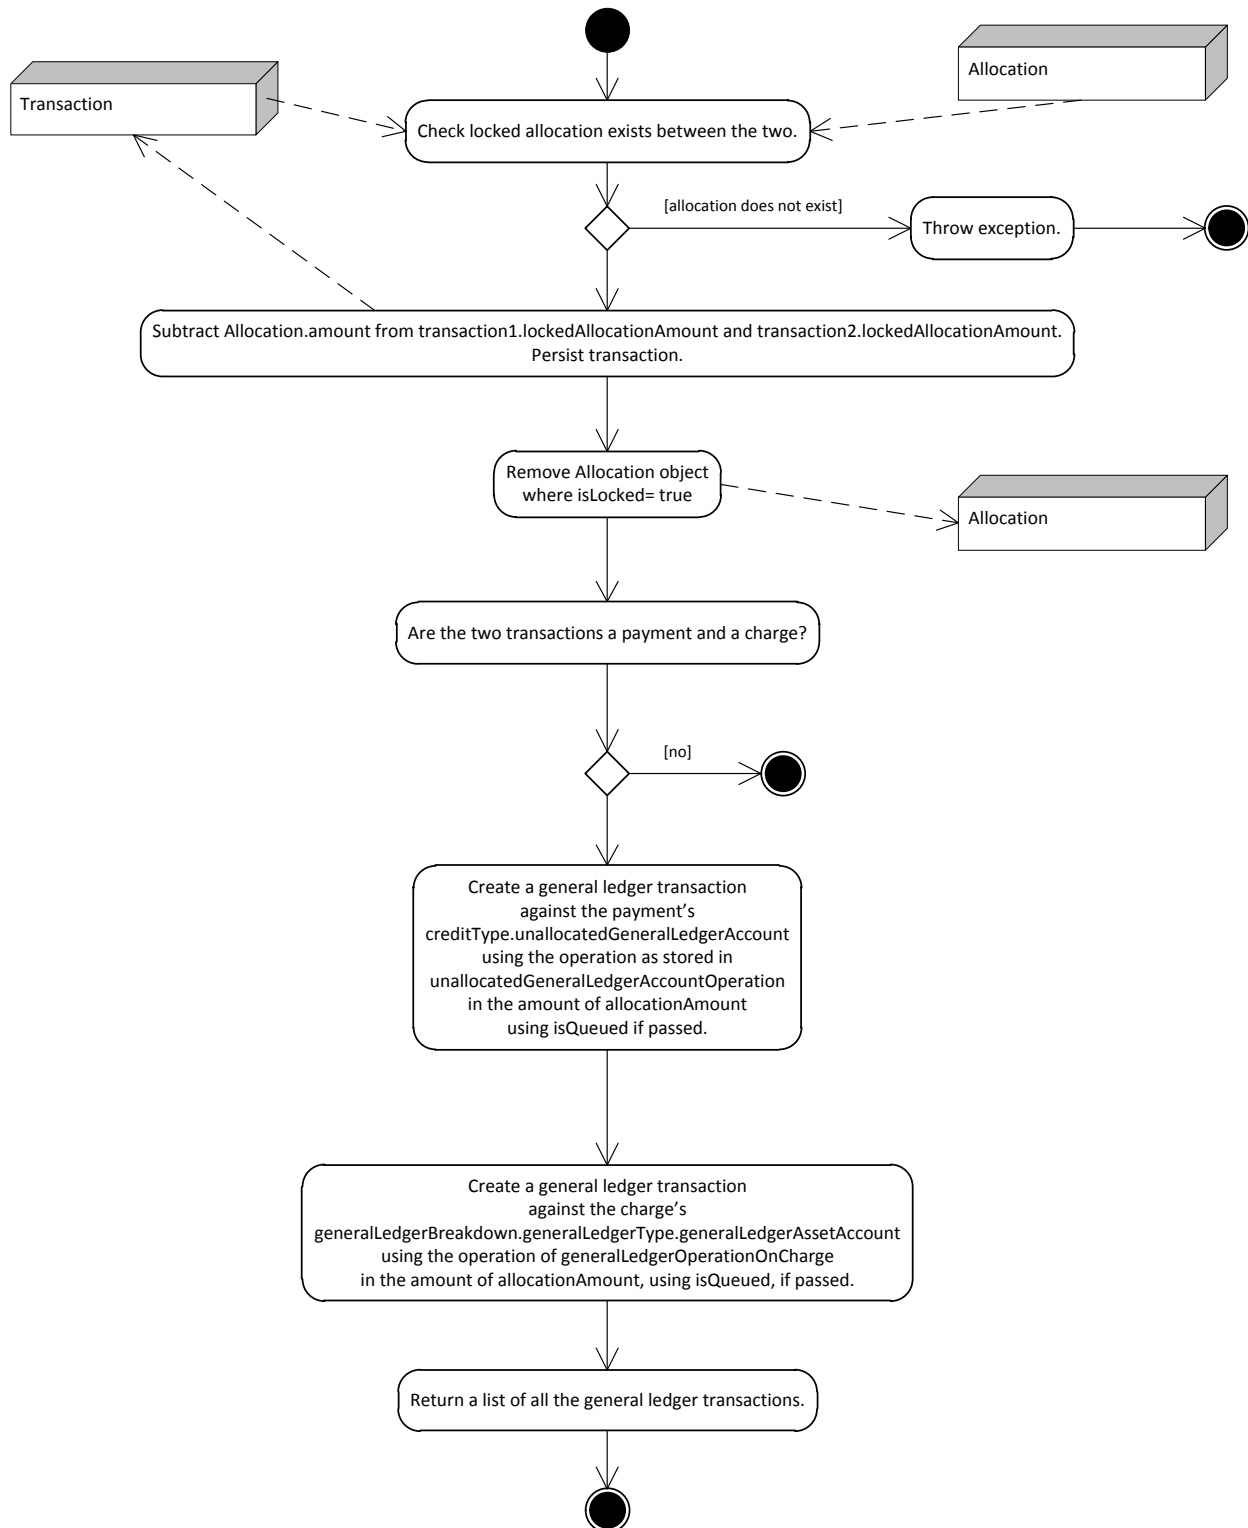 Allocation
Transaction
Check locked allocation exists between the two.
[allocation does not exist]
Throw exception.
Subtract Allocation.amount from transaction1.lockedAllocationAmount and transaction2.lockedAllocationAmount.
Persist transaction.
Remove Allocation object
where isLocked= true
Allocation
Are the two transactions a payment and a charge?
[no]
Create a general ledger transaction
against the payment’s
creditType.unallocatedGeneralLedgerAccount
using the operation as stored in
unallocatedGeneralLedgerAccountOperation
in the amount of allocationAmount
using isQueued if passed.
Create a general ledger transaction
against the charge’s
generalLedgerBreakdown.generalLedgerType.generalLedgerAssetAccount
using the operation of generalLedgerOperationOnCharge
in the amount of allocationAmount, using isQueued, if passed.
Return a list of all the general ledger transactions.